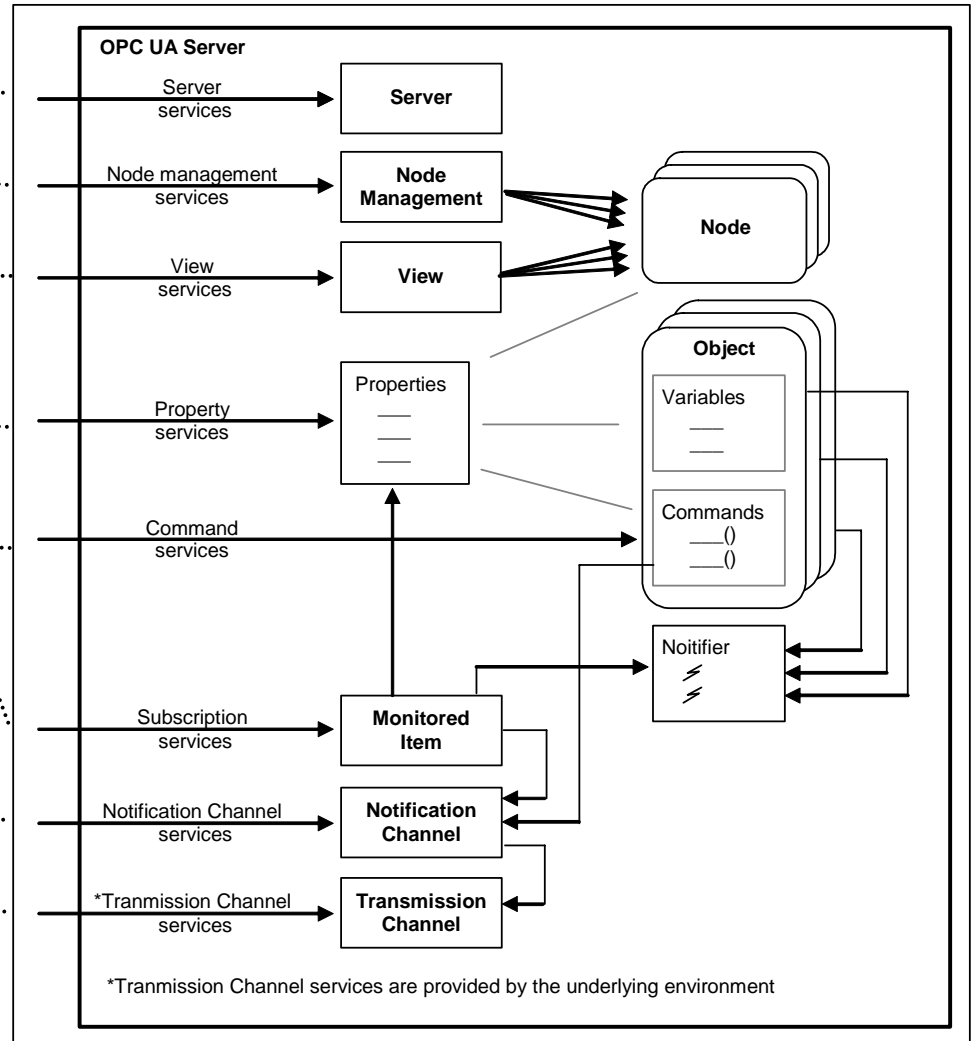 OPC UA Server
Server
services
Server
Node management
services
Node
Management
Node
View
services
View
Object
Properties
Variables
Property
services
Commands
___()
___()
Command
services
Noitifier
Subscription
services
Monitored
Item
Notification Channel
services
Notification
Channel
*Tranmission Channel
services
Transmission
Channel
*Tranmission Channel services are provided by the underlying environment